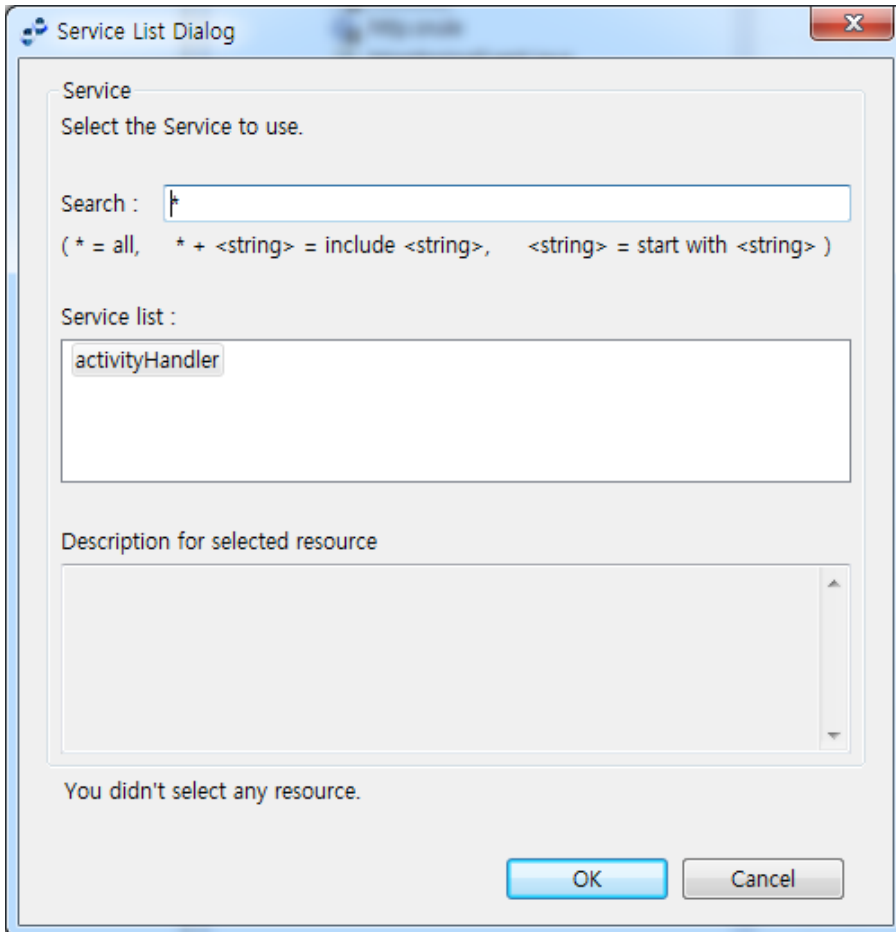 Service List Dialog
Service
Select the Service to use.
Search : *
( * = all, * + <string> = include <string>, <string> = start with <string> )
Service list :
activityHandler
Description for selected resource
You didn't select any resource.
OK Cancel